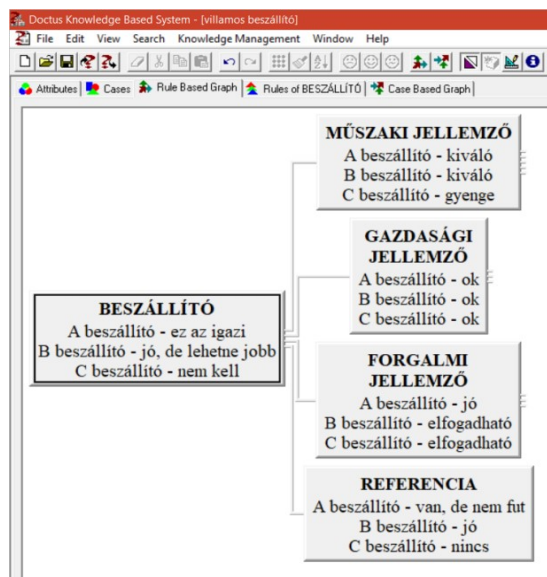 Doctus Knowledge Based System - [villamos beszállító]
File Edit View Search Knowledge Management Window Help
Attributes Cases Rule Based Graph Rules of BESZÁLLÍTÓ Case Based Graph
MŰSZAKI JELLEMZŐ
A beszállító - kiváló
B beszállító - kiváló
C beszállító - gyenge
GAZDASÁGI
JELLEMZŐ
A beszállító - ok
B beszállító - ok
C beszállító - ok
BESZÁLLÍTÓ
A beszállító - ez az igazi
B beszállító - jó, de lehetne jobb
C beszállító - nem kell
FORGALMI
JELLEMZŐ
A beszállító - jó
B beszállító - elfogadható
C beszállító - elfogadható
REFERENCIA
A beszállító - van, de nem fut
B beszállító - jó
C beszállító - nincs